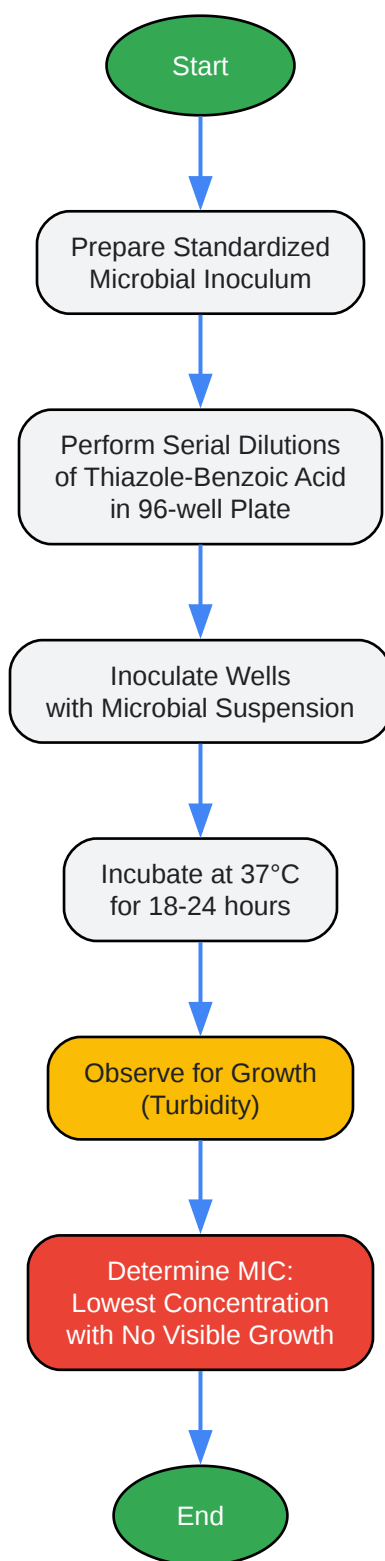 Start
Prepare Standardized
Microbial Inoculum
Perform Serial Dilutions
of Thiazole-Benzoic Acid
in 96-well Plate
Inoculate Wells
with Microbial Suspension
Incubate at 37°C
for 18-24 hours
Observe for Growth
(Turbidity)
Determine MIC:
Lowest Concentration
with No Visible Growth
End